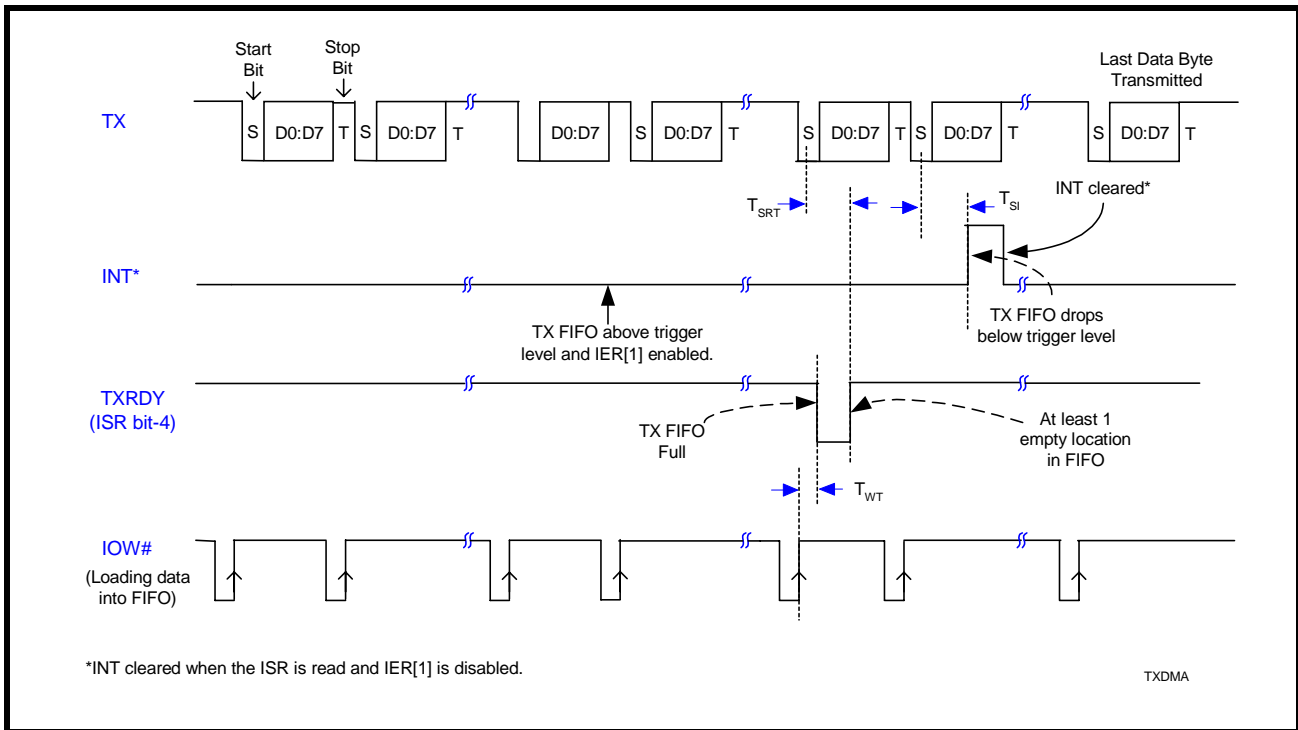 Start
Bit
Stop
Bit
Last Data Byte
Transmitted
TX
S D0:D7 T S D0:D7 T D0:D7 S D0:D7 T S D0:D7 T S D0:D7 T S D0:D7 T
INT cleared*
TSRT
TSI
INT*
TX FIFO above trigger
level and IER[1] enabled.
TX FIFO drops
below trigger level
TXRDY
(ISR bit-4)
TX FIFO
Full
At least 1
empty location
in FIFO
TWT
IOW#
(Loading data
into FIFO)
*INT cleared when the ISR is read and IER[1] is disabled.
TXDMA